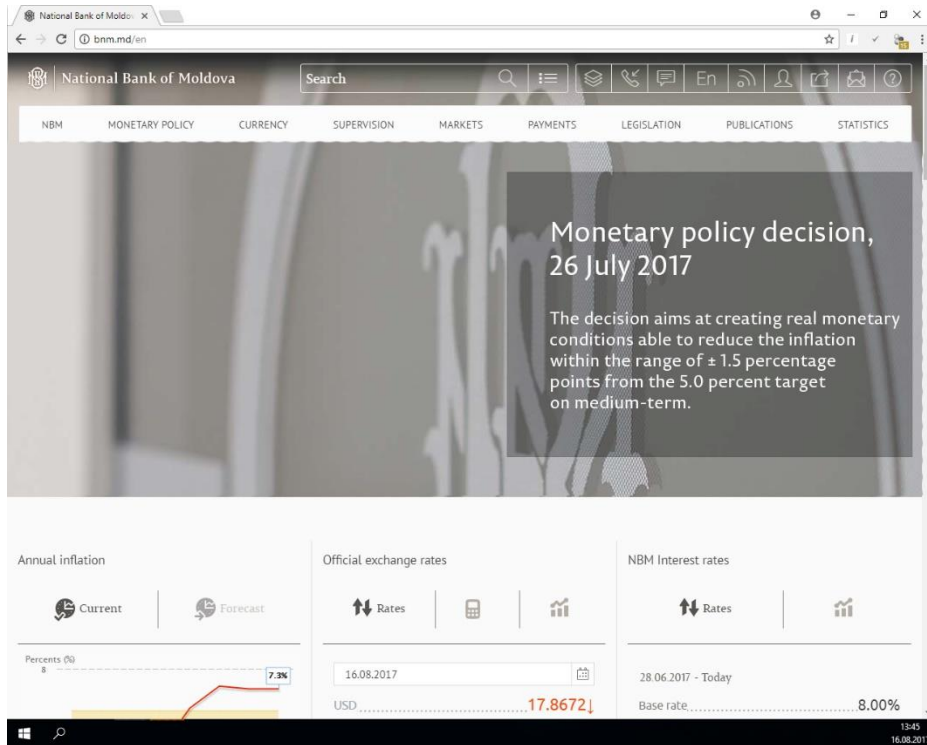 National Bank of Moldo
bnm.md/en
National Bank of Moldova
Search
En
NBM MONETARY POLICY CURRENCY SUPERVISION MARKETS PAYMENTS LEGISLATION PUBLICATIONS STATISTICS
Monetary policy decision,
26 July 2017
The decision aims at creating real monetary
conditions able to reduce the inflation
within the range of ± 1.5 percentage
points from the 5.0 percent target
on medium-term.
Annual inflation
Current Forecast
Percents (%)
8
7.3%
Official exchange rates
Rates
16.08.2017
USD 17.8672↓
NBM Interest rates
Rates
28.06.2017 - Today
Base rate 8.00%
13:45
16.08.201